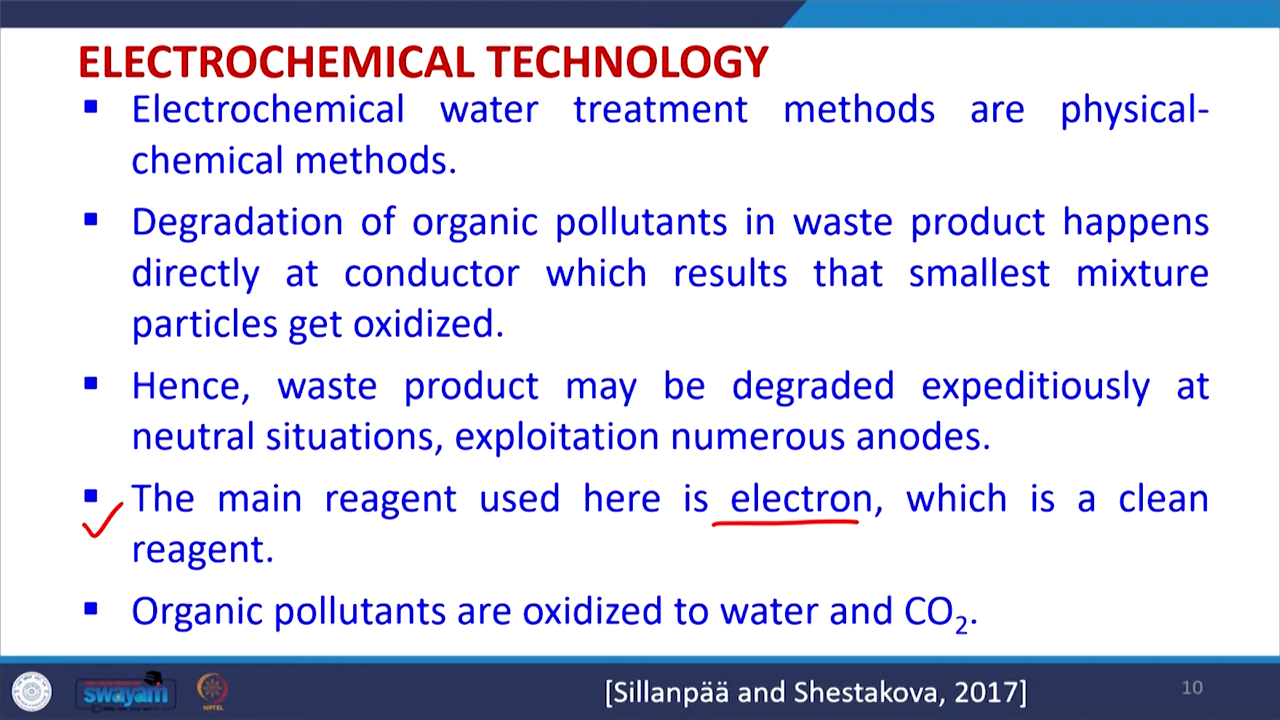 ELECTROCHEMICAL TECHNOLOGY
▪ Electrochemical water treatment methods are physical-
chemical methods.
▪ Degradation of organic pollutants in waste product happens
directly at conductor which results that smallest mixture
particles get oxidized.
▪ Hence, waste product may be degraded expeditiously at
neutral situations, exploitation numerous anodes.
▪ The main reagent used here is electron, which is a clean
reagent.
▪ Organic pollutants are oxidized to water and CO₂.
swayam
NPTEL
[Sillanpää and Shestakova, 2017]
10